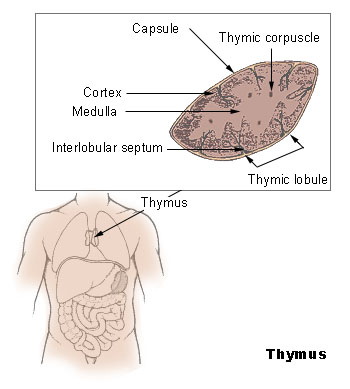 Capsule
Thymic corpuscle
Cortex
Medulla
Interlobular septum
Thymic lobule
Thymus
Thymus